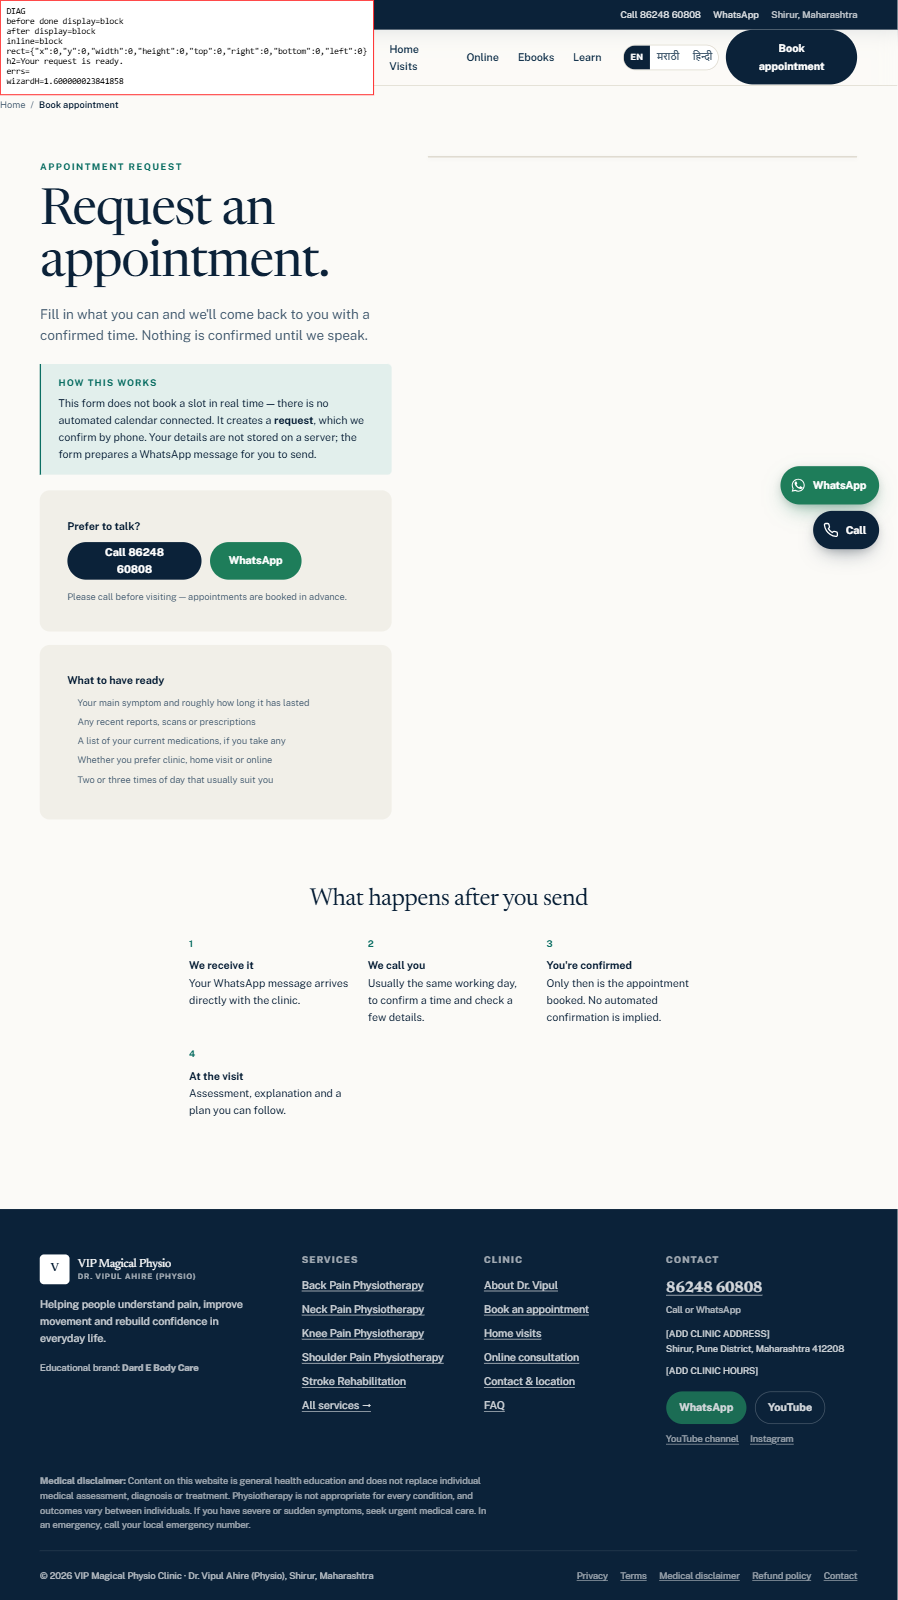 DIAG
before done display=block
after display=block
inline=block
rect={"x":0,"y":0,"width":0,"height":0,"top":0,"right":0,"bottom":0,"left":0}
h2=Your request is ready.
errs=
wizardH=1.600000023841858
Call 86248 60808 WhatsApp Shirur, Maharashtra
Home Visits
Online Ebooks Learn
EN मराठी हिन्दी
Book appointment
Home / Book appointment
APPOINTMENT REQUEST
Request an
appointment.
Fill in what you can and we'll come back to you with a
confirmed time. Nothing is confirmed until we speak.
HOW THIS WORKS
This form does not book a slot in real time — there is no
automated calendar connected. It creates a request, which we
confirm by phone. Your details are not stored on a server; the
form prepares a WhatsApp message for you to send.
WhatsApp
Call
Prefer to talk?
Call 86248 60808
WhatsApp
Please call before visiting — appointments are booked in advance.
What to have ready
Your main symptom and roughly how long it has lasted
Any recent reports, scans or prescriptions
A list of your current medications, if you take any
Whether you prefer clinic, home visit or online
Two or three times of day that usually suit you
What happens after you send
1
We receive it
Your WhatsApp message arrives
directly with the clinic.
2
We call you
Usually the same working day,
to confirm a time and check a
few details.
3
You're confirmed
Only then is the appointment
booked. No automated
confirmation is implied.
4
At the visit
Assessment, explanation and a
plan you can follow.
V
VIP Magical Physio
DR. VIPUL AHIRE (PHYSIO)
Helping people understand pain, improve
movement and rebuild confidence in
everyday life.
Educational brand: Dard E Body Care
SERVICES
Back Pain Physiotherapy
Neck Pain Physiotherapy
Knee Pain Physiotherapy
Shoulder Pain Physiotherapy
Stroke Rehabilitation
All services →
CLINIC
About Dr. Vipul
Book an appointment
Home visits
Online consultation
Contact & location
FAQ
CONTACT
86248 60808
Call or WhatsApp
[ADD CLINIC ADDRESS]
Shirur, Pune District, Maharashtra 412208
[ADD CLINIC HOURS]
WhatsApp YouTube
YouTube channel Instagram
Medical disclaimer: Content on this website is general health education and does not replace individual
medical assessment, diagnosis or treatment. Physiotherapy is not appropriate for every condition, and
outcomes vary between individuals. If you have severe or sudden symptoms, seek urgent medical care. In
an emergency, call your local emergency number.
© 2026 VIP Magical Physio Clinic · Dr. Vipul Ahire (Physio), Shirur, Maharashtra
Privacy Terms Medical disclaimer Refund policy Contact